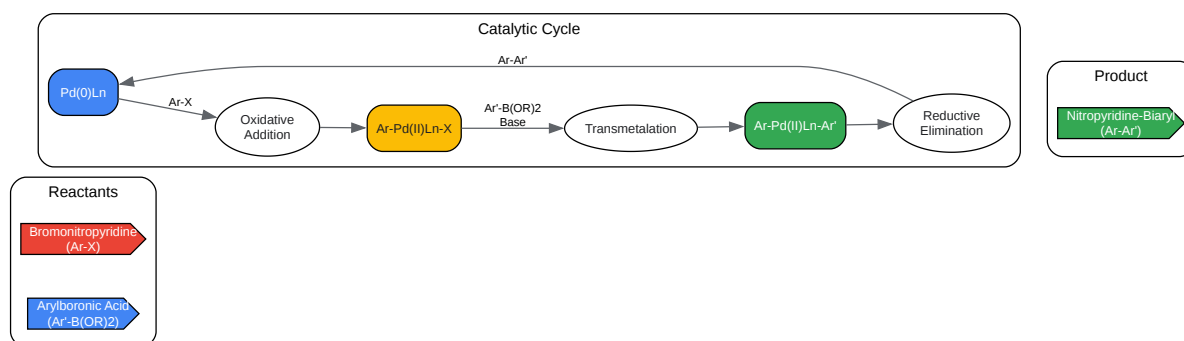 Catalytic Cycle
Ar-Ar'
Pd(0)Ln
Ar-X
Oxidative
Addition
Ar-Pd(II)Ln-X
Ar'-B(OR)2
Base
Transmetalation
Ar-Pd(II)Ln-Ar'
Reductive
Elimination
Product
Nitropyridine-Biaryl
(Ar-Ar')
Reactants
Bromonitropyridine
(Ar-X)
Arylboronic Acid
(Ar'-B(OR)2)